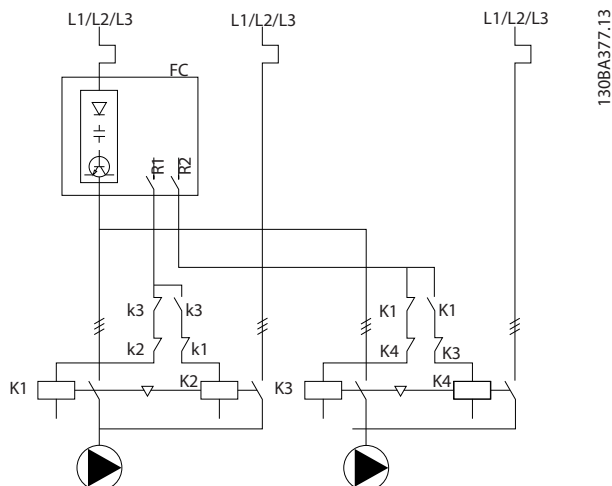 L1/L2/L3
L1/L2/L3
L1/L2/L3
FC
R1
R2
k3
k3
K1
K1
k2
k1
K4
K3
K1
K2
K3
K4
130BA377.13